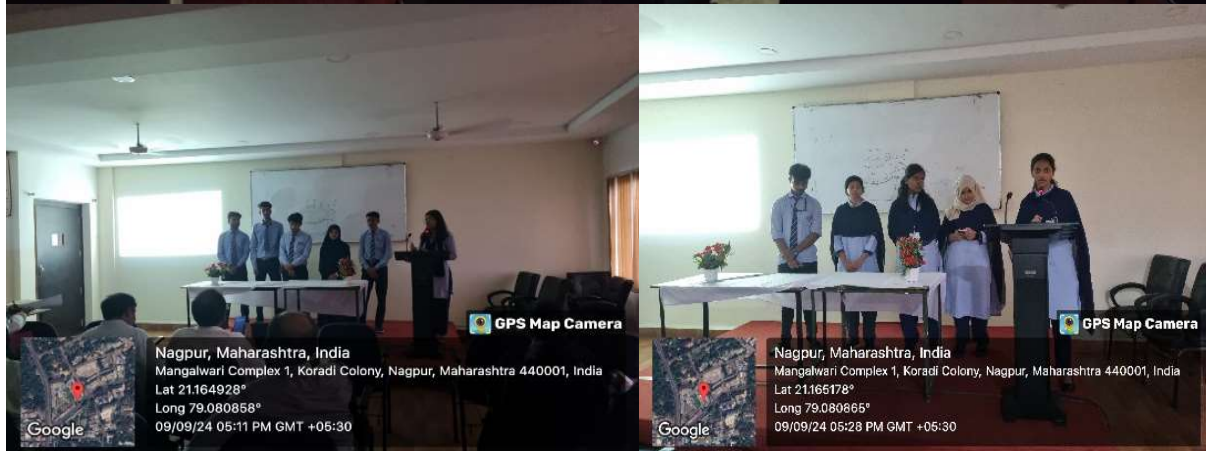 GPS Map Camera
Nagpur, Maharashtra, India
Mangalwari Complex 1, Koradi Colony, Nagpur, Maharashtra 440001, India
Lat 21.164928°
Long 79.080858°
09/09/24 05:11 PM GMT +05:30
Google
GPS Map Camera
Nagpur, Maharashtra, India
Mangalwari Complex 1, Koradi Colony, Nagpur, Maharashtra 440001, India
Lat 21.165178°
Long 79.080865°
09/09/24 05:28 PM GMT +05:30
Google